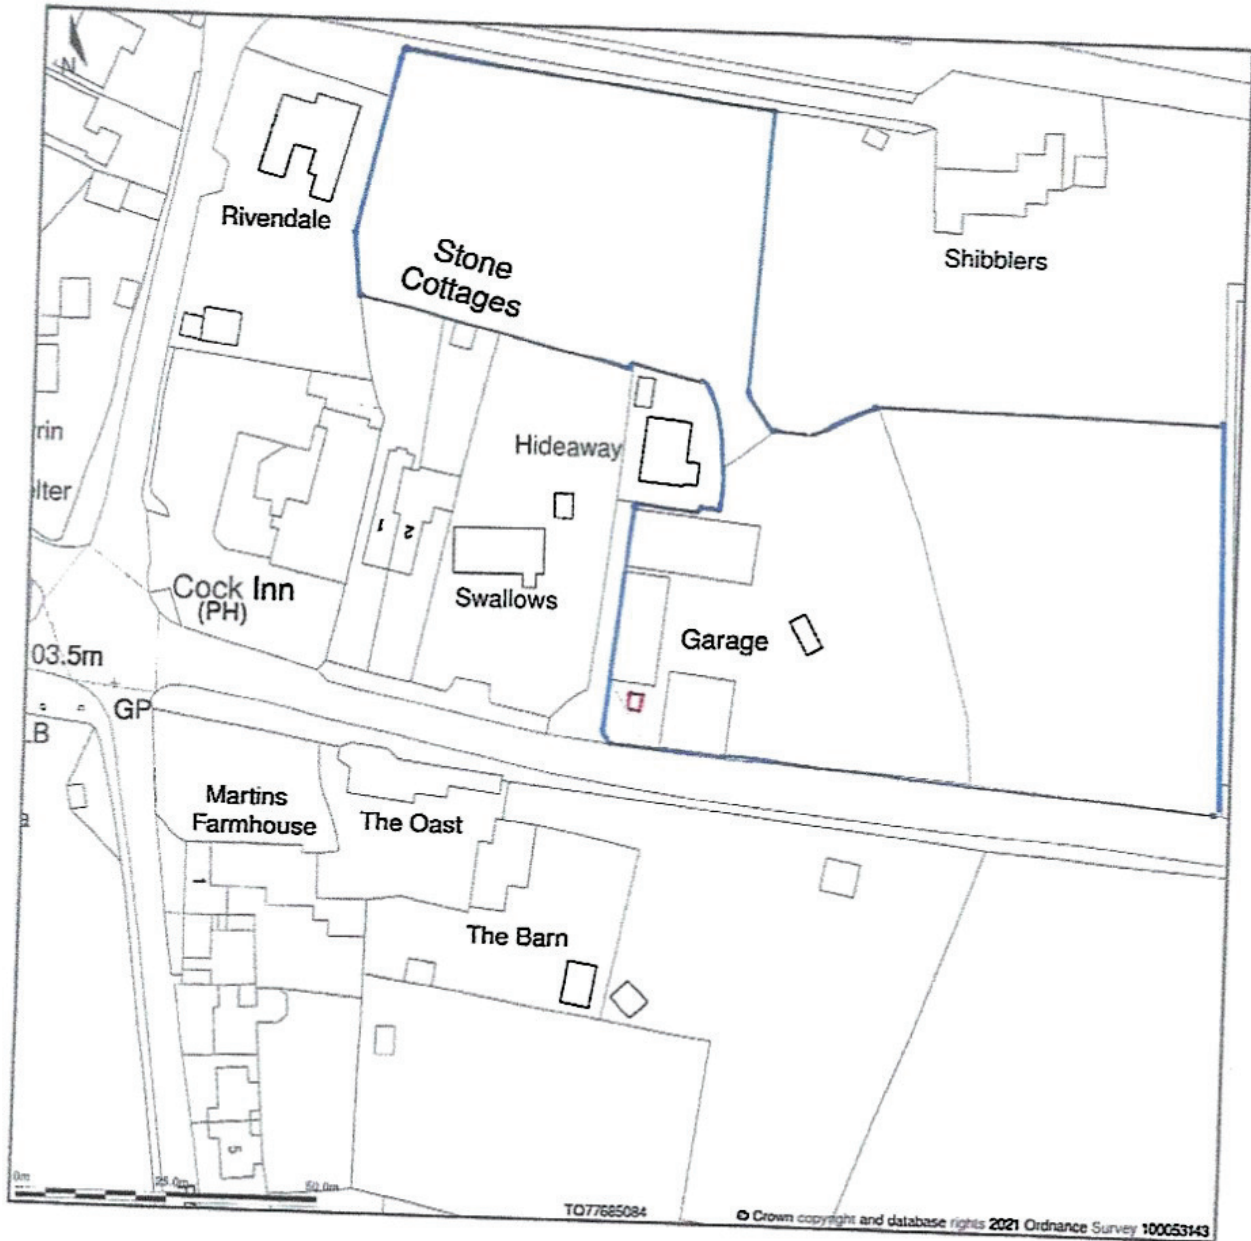 N
Rivendale
Stone
Cottages
Shibblers
rin
lter
Hideaway
1
2
Cock Inn
(PH)
Swallows
Garage
03.5m
GP
B
Martins
Farmhouse
The Oast
1
The Barn
5
0m
25.0m
50.0m
TQ77685084
© Crown copyright and database rights 2021 Ordnance Survey 100053143